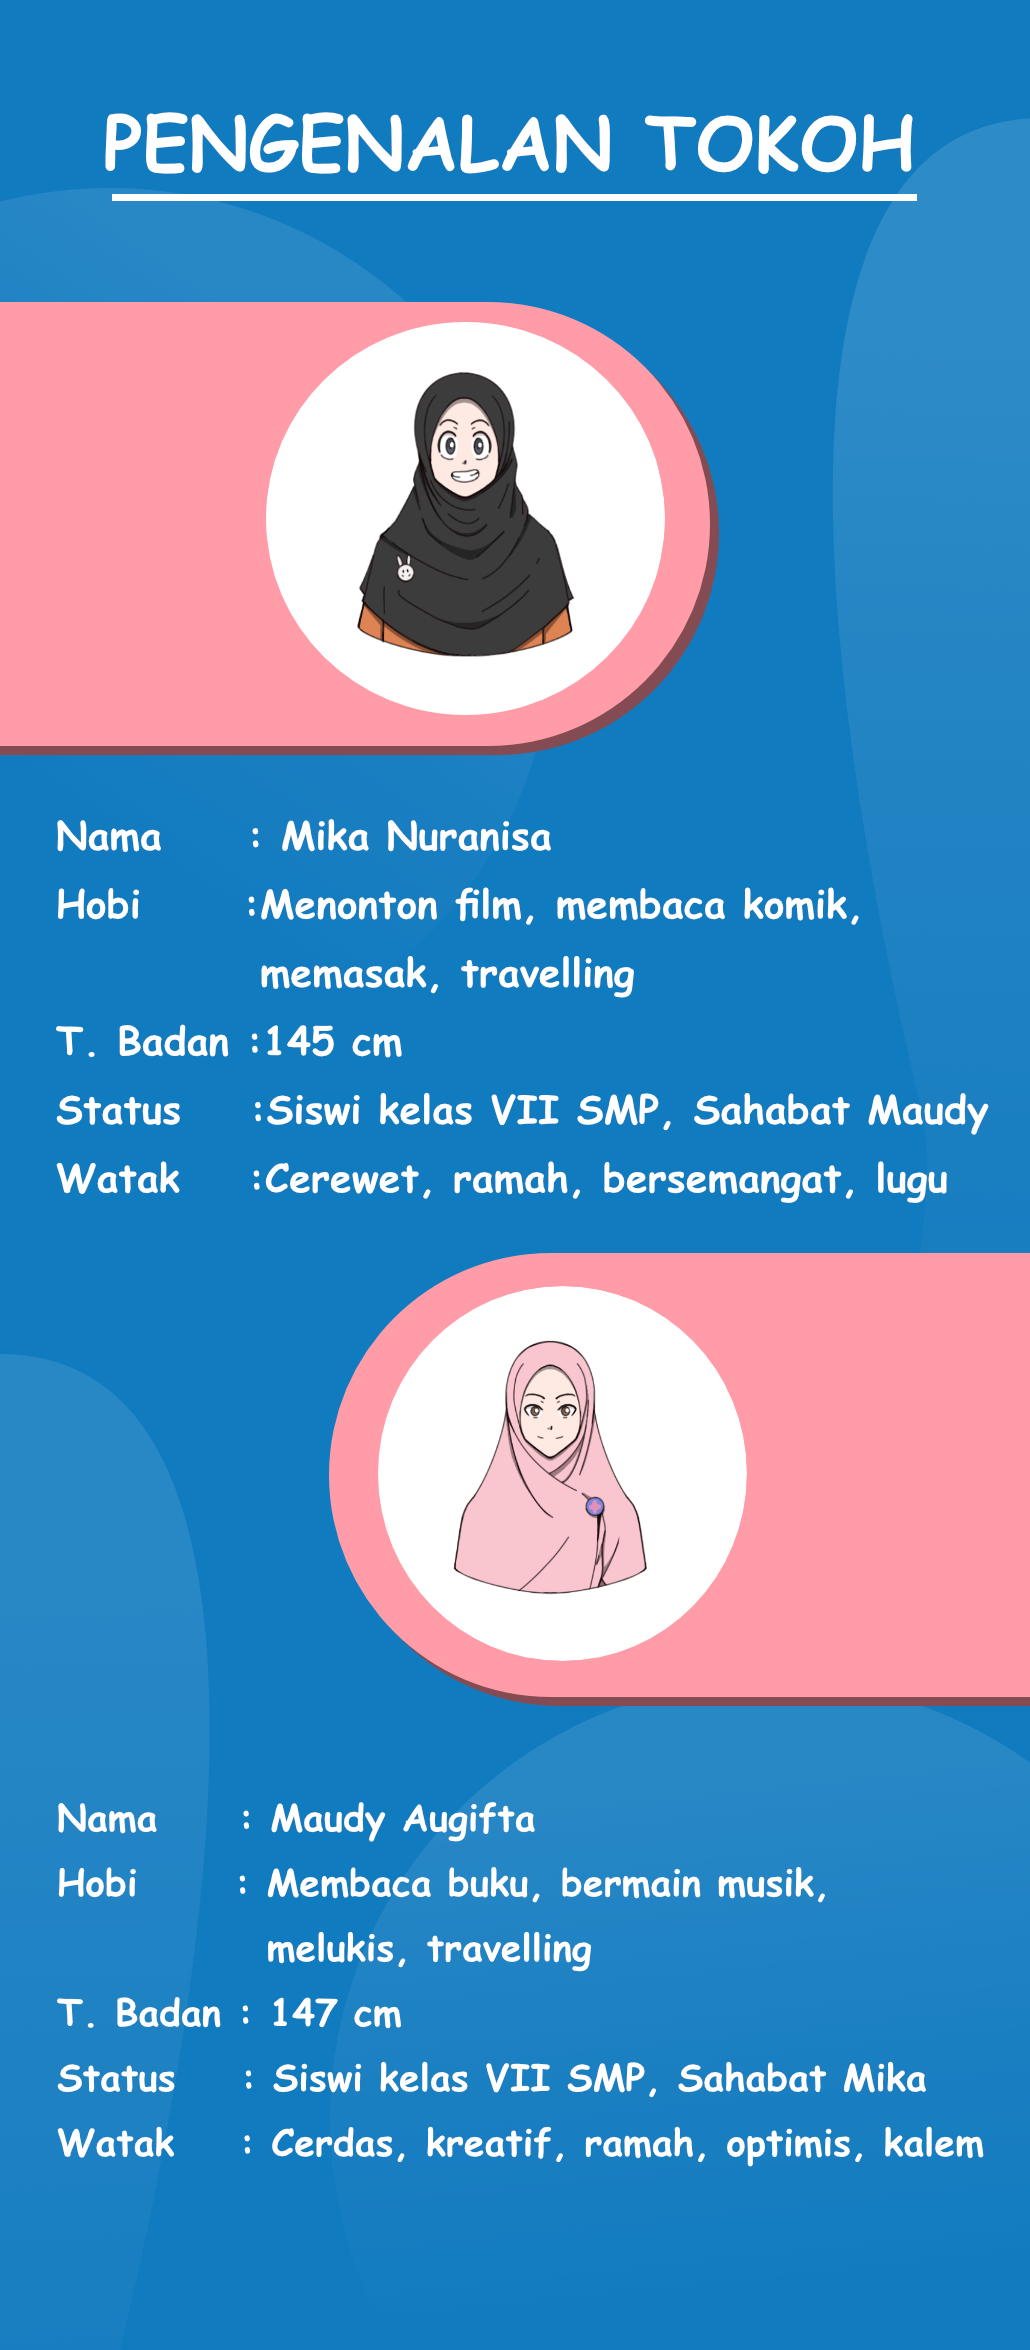 PENGENALAN TOKOH
Nama : Mika Nuranisa
Hobi :Menonton film, membaca komik,
memasak, travelling
T. Badan :145 cm
Status :Siswi kelas VII SMP, Sahabat Maudy
Watak :Cerewet, ramah, bersemangat, lugu
Nama : Maudy Augifta
Hobi : Membaca buku, bermain musik,
melukis, travelling
T. Badan : 147 cm
Status : Siswi kelas VII SMP, Sahabat Mika
Watak : Cerdas, kreatif, ramah, optimis, kalem